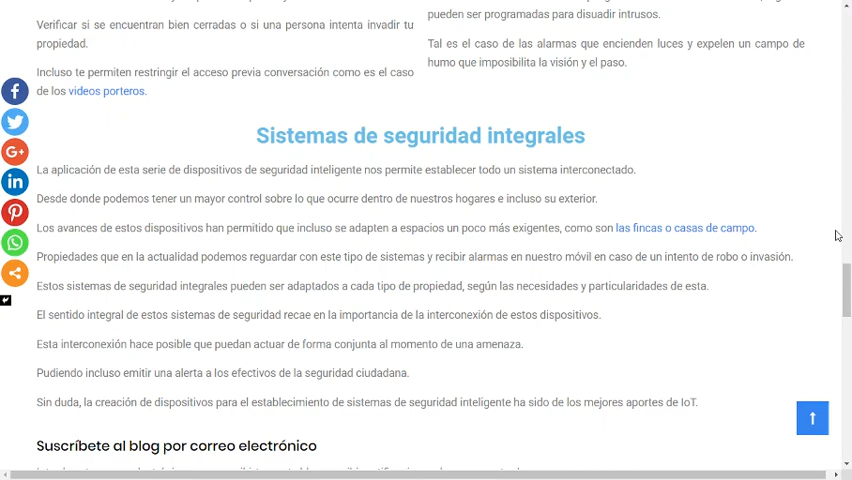 Verificar si se encuentran bien cerradas o si una persona intenta invadir tu
propiedad.
Incluso te permiten restringir el acceso previa conversación como es el caso
de los videos porteros.
pueden ser programadas para disuadir intrusos.
Tal es el caso de las alarmas que encienden luces y expelen un campo de
humo que imposibilita la visión y el paso.
Sistemas de seguridad integrales
La aplicación de esta serie de dispositivos de seguridad inteligente nos permite establecer todo un sistema interconectado.
Desde donde podemos tener un mayor control sobre lo que ocurre dentro de nuestros hogares e incluso su exterior.
Los avances de estos dispositivos han permitido que incluso se adapten a espacios un poco más exigentes, como son las fincas o casas de campo.
Propiedades que en la actualidad podemos reguardar con este tipo de sistemas y recibir alarmas en nuestro móvil en caso de un intento de robo o invasión.
Estos sistemas de seguridad integrales pueden ser adaptados a cada tipo de propiedad, según las necesidades y particularidades de esta.
El sentido integral de estos sistemas de seguridad recae en la importancia de la interconexión de estos dispositivos.
Esta interconexión hace posible que puedan actuar de forma conjunta al momento de una amenaza.
Pudiendo incluso emitir una alerta a los efectivos de la seguridad ciudadana.
Sin duda, la creación de dispositivos para el establecimiento de sistemas de seguridad inteligente ha sido de los mejores aportes de IoT.
Suscríbete al blog por correo electrónico